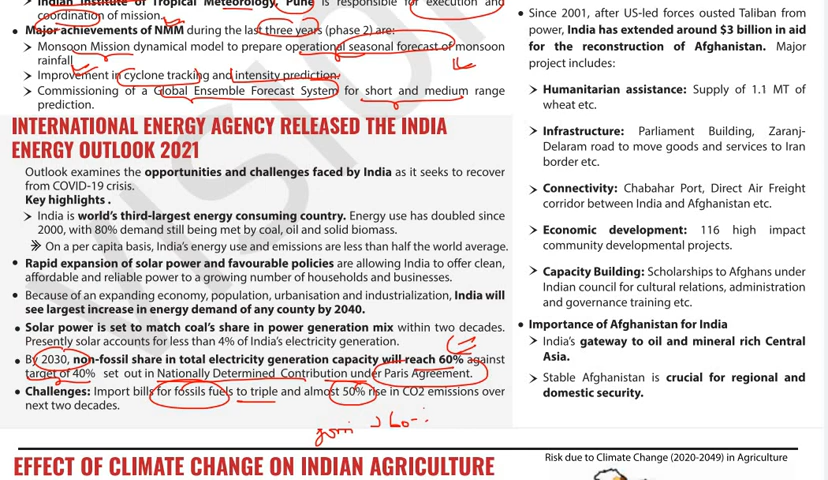 Indian Institute of Tropical Meteorology, Pune is responsible for execution and
coordination of mission.
• Major achievements of NMM during the last three years (phase 2) are:
➢ Monsoon Mission dynamical model to prepare operational seasonal forecast of monsoon
rainfall
➢ Improvement in cyclone tracking and intensity prediction.
➢ Commissioning of a Global Ensemble Forecast System for short and medium range
prediction.
INTERNATIONAL ENERGY AGENCY RELEASED THE INDIA
ENERGY OUTLOOK 2021
Outlook examines the opportunities and challenges faced by India as it seeks to recover
from COVID-19 crisis.
Key highlights .
➢ India is world's third-largest energy consuming country. Energy use has doubled since
2000, with 80% demand still being met by coal, oil and solid biomass.
» On a per capita basis, India's energy use and emissions are less than half the world average.
• Rapid expansion of solar power and favourable policies are allowing India to offer clean,
affordable and reliable power to a growing number of households and businesses.
• Because of an expanding economy, population, urbanisation and industrialization, India will
see largest increase in energy demand of any county by 2040.
• Solar power is set to match coal's share in power generation mix within two decades.
Presently solar accounts for less than 4% of India's electricity generation.
• By 2030, non-fossil share in total electricity generation capacity will reach 60% against
target of 40% set out in Nationally Determined Contribution under Paris Agreement.
• Challenges: Import bills for fossils fuels to triple and almost 50% rise in CO2 emissions over
next two decades.
• Since 2001, after US-led forces ousted Taliban from
power, India has extended around $3 billion in aid
for the reconstruction of Afghanistan. Major
project includes:
➢ Humanitarian assistance: Supply of 1.1 MT of
wheat etc.
➢ Infrastructure: Parliament Building, Zaranj-
Delaram road to move goods and services to Iran
border etc.
➢ Connectivity: Chabahar Port, Direct Air Freight
corridor between India and Afghanistan etc.
➢ Economic development: 116 high impact
community developmental projects.
➢ Capacity Building: Scholarships to Afghans under
Indian council for cultural relations, administration
and governance training etc.
• Importance of Afghanistan for India
➢ India's gateway to oil and mineral rich Central
Asia.
➢ Stable Afghanistan is crucial for regional and
domestic security.
EFFECT OF CLIMATE CHANGE ON INDIAN AGRICULTURE
Risk due to Climate Change (2020-2049) in Agriculture
VISION